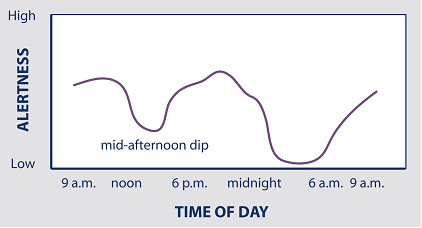 High
ALERTNESS
mid-afternoon dip
Low
9 a.m. noon 6 p.m. midnight 6 a.m. 9 a.m.
TIME OF DAY